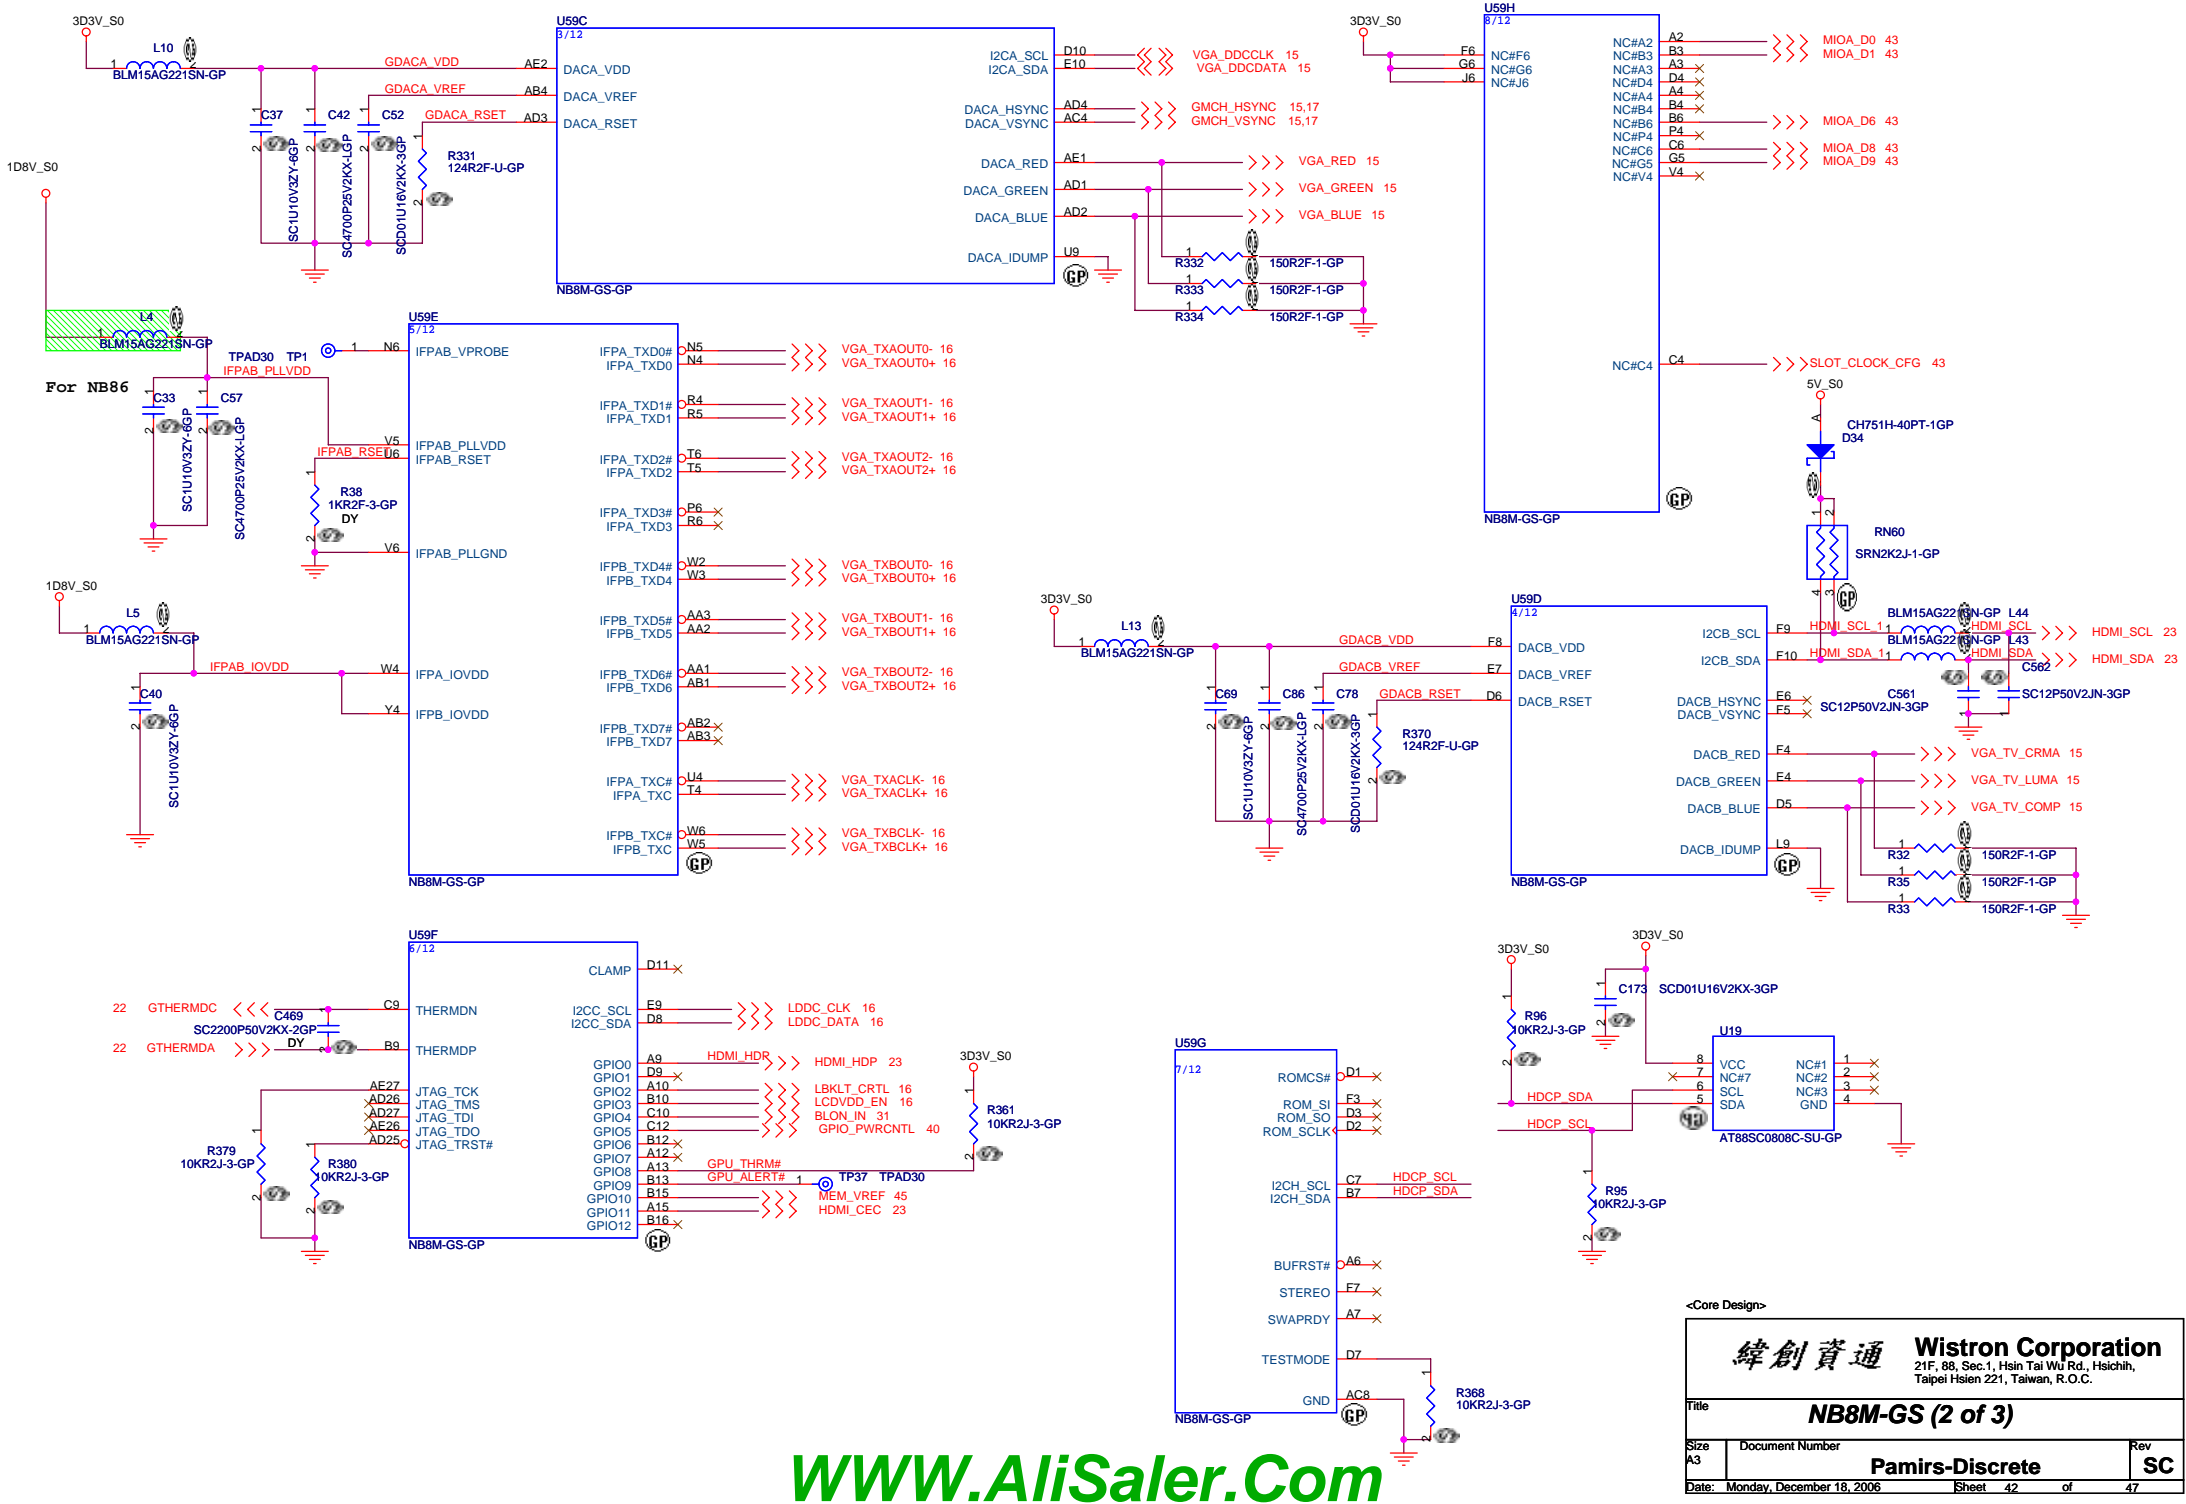 3D3V_S0
L10
1 2
BLM15AG221SN-GP
GDACA_VDD
GDACA_VREF
GDACA_RSET
C37
SC1U10V3ZY-6GP
C42
SC4700P25V2KX-LGP
C52
SCD01U16V2KX-3GP
R331
124R2F-U-GP
U59C
3/12
AE2 DACA_VDD
AB4 DACA_VREF
AD3 DACA_RSET
I2CA_SCL D10 VGA_DDCCLK 15
I2CA_SDA E10 VGA_DDCDATA 15
DACA_HSYNC AD4 GMCH_HSYNC 15,17
DACA_VSYNC AC4 GMCH_VSYNC 15,17
DACA_RED AE1 VGA_RED 15
DACA_GREEN AD1 VGA_GREEN 15
DACA_BLUE AD2 VGA_BLUE 15
DACA_IDUMP U9
GP
NB8M-GS-GP
R332 150R2F-1-GP
R333 150R2F-1-GP
R334 150R2F-1-GP
3D3V_S0
U59H
8/12
F6 NC#F6
G6 NC#G6
J6 NC#J6
NC#A2 A2 MIOA_D0 43
NC#B3 B3 MIOA_D1 43
NC#A3 A3
NC#D4 D4
NC#A4 A4
NC#B4 B4
NC#B6 B6 MIOA_D6 43
NC#P4 P4
NC#C6 C6 MIOA_D8 43
NC#G5 G5 MIOA_D9 43
NC#V4 V4
NC#C4 C4 SLOT_CLOCK_CFG 43
GP
NB8M-GS-GP
1D8V_S0
L4
BLM15AG221SN-GP
For NB86
TPAD30 TP1
IFPAB_PLLVDD
C33
SC1U10V3ZY-6GP
C57
SC4700P25V2KX-LGP
IFPAB_RSET
R38
1KR2F-3-GP
DY
1D8V_S0
L5
BLM15AG221SN-GP
IFPAB_IOVDD
C40
SC1U10V3ZY-6GP
U59E
5/12
N6 IFPAB_VPROBE
V5 IFPAB_PLLVDD
U6 IFPAB_RSET
V6 IFPAB_PLLGND
W4 IFPA_IOVDD
Y4 IFPB_IOVDD
IFPA_TXD0# N5 VGA_TXAOUT0- 16
IFPA_TXD0 N4 VGA_TXAOUT0+ 16
IFPA_TXD1# R4 VGA_TXAOUT1- 16
IFPA_TXD1 R5 VGA_TXAOUT1+ 16
IFPA_TXD2# T6 VGA_TXAOUT2- 16
IFPA_TXD2 T5 VGA_TXAOUT2+ 16
IFPA_TXD3# P6
IFPA_TXD3 R6
IFPB_TXD4# W2 VGA_TXBOUT0- 16
IFPB_TXD4 W3 VGA_TXBOUT0+ 16
IFPB_TXD5# AA3 VGA_TXBOUT1- 16
IFPB_TXD5 AA2 VGA_TXBOUT1+ 16
IFPB_TXD6# AA1 VGA_TXBOUT2- 16
IFPB_TXD6 AB1 VGA_TXBOUT2+ 16
IFPB_TXD7# AB2
IFPB_TXD7 AB3
IFPA_TXC# U4 VGA_TXACLK- 16
IFPA_TXC T4 VGA_TXACLK+ 16
IFPB_TXC# W6 VGA_TXBCLK- 16
IFPB_TXC W5 VGA_TXBCLK+ 16
GP
NB8M-GS-GP
5V_S0
A
CH751H-40PT-1GP
D34
RN60
SRN2K2J-1-GP
GP
3D3V_S0
L13
BLM15AG221SN-GP
GDACB_VDD
GDACB_VREF
GDACB_RSET
C69
SC1U10V3ZY-6GP
C86
SC4700P25V2KX-LGP
C78
SCD01U16V2KX-3GP
R370
124R2F-U-GP
U59D
4/12
F8 DACB_VDD
E7 DACB_VREF
D6 DACB_RSET
I2CB_SCL F9 HDMI_SCL_1
I2CB_SDA F10 HDMI_SDA_1
BLM15AG221SN-GP L44
HDMI_SCL HDMI_SCL 23
BLM15AG221SN-GP L43
HDMI_SDA HDMI_SDA 23
C562
SC12P50V2JN-3GP
C561
SC12P50V2JN-3GP
DACB_HSYNC E6
DACB_VSYNC F5
DACB_RED F4 VGA_TV_CRMA 15
DACB_GREEN E4 VGA_TV_LUMA 15
DACB_BLUE D5 VGA_TV_COMP 15
DACB_IDUMP L9
GP
NB8M-GS-GP
R32 150R2F-1-GP
R35 150R2F-1-GP
R33 150R2F-1-GP
U59F
6/12
22 GTHERMDC C9 THERMDN
C469
SC2200P50V2KX-2GP
DY
22 GTHERMDA B9 THERMDP
AE27 JTAG_TCK
AD26 JTAG_TMS
AD27 JTAG_TDI
AE26 JTAG_TDO
AD25 JTAG_TRST#
R379
10KR2J-3-GP
R380
10KR2J-3-GP
CLAMP D11
I2CC_SCL E9 LDDC_CLK 16
I2CC_SDA D8 LDDC_DATA 16
GPIO0 A9 HDMI_HDP HDMI_HDP 23
GPIO1 D9
GPIO2 A10 LBKLT_CRTL 16
GPIO3 B10 LCDVDD_EN 16
GPIO4 C10 BLON_IN 31
GPIO5 C12 GPIO_PWRCNTL 40
GPIO6 B12
GPIO7 A12
GPIO8 A13 GPU_THRM#
GPIO9 B13 GPU_ALERT# 1 TP37 TPAD30
GPIO10 B15 MEM_VREF 45
GPIO11 A15 HDMI_CEC 23
GPIO12 B16
GP
NB8M-GS-GP
3D3V_S0
R361
10KR2J-3-GP
U59G
7/12
ROMCS# D1
ROM_SI F3
ROM_SO D3
ROM_SCLK D2
I2CH_SCL C7 HDCP_SCL
I2CH_SDA B7 HDCP_SDA
BUFRST# A6
STEREO F7
SWAPRDY A7
TESTMODE D7
GND AC8
GP
NB8M-GS-GP
R368
10KR2J-3-GP
3D3V_S0
R96
10KR2J-3-GP
3D3V_S0
C173 SCD01U16V2KX-3GP
U19
8 VCC NC#1 1
7 NC#7 NC#2 2
6 SCL NC#3 3
5 SDA GND 4
HDCP_SDA
HDCP_SCL
AT88SC0808C-SU-GP
R95
10KR2J-3-GP
<Core Design>
緯創資通 Wistron Corporation
21F, 88, Sec.1, Hsin Tai Wu Rd., Hsichih,
Taipei Hsien 221, Taiwan, R.O.C.
Title
NB8M-GS (2 of 3)
Size Document Number Rev
A3 Pamirs-Discrete SC
Date: Monday, December 18, 2006 Sheet 42 of 47
WWW.AliSaler.Com